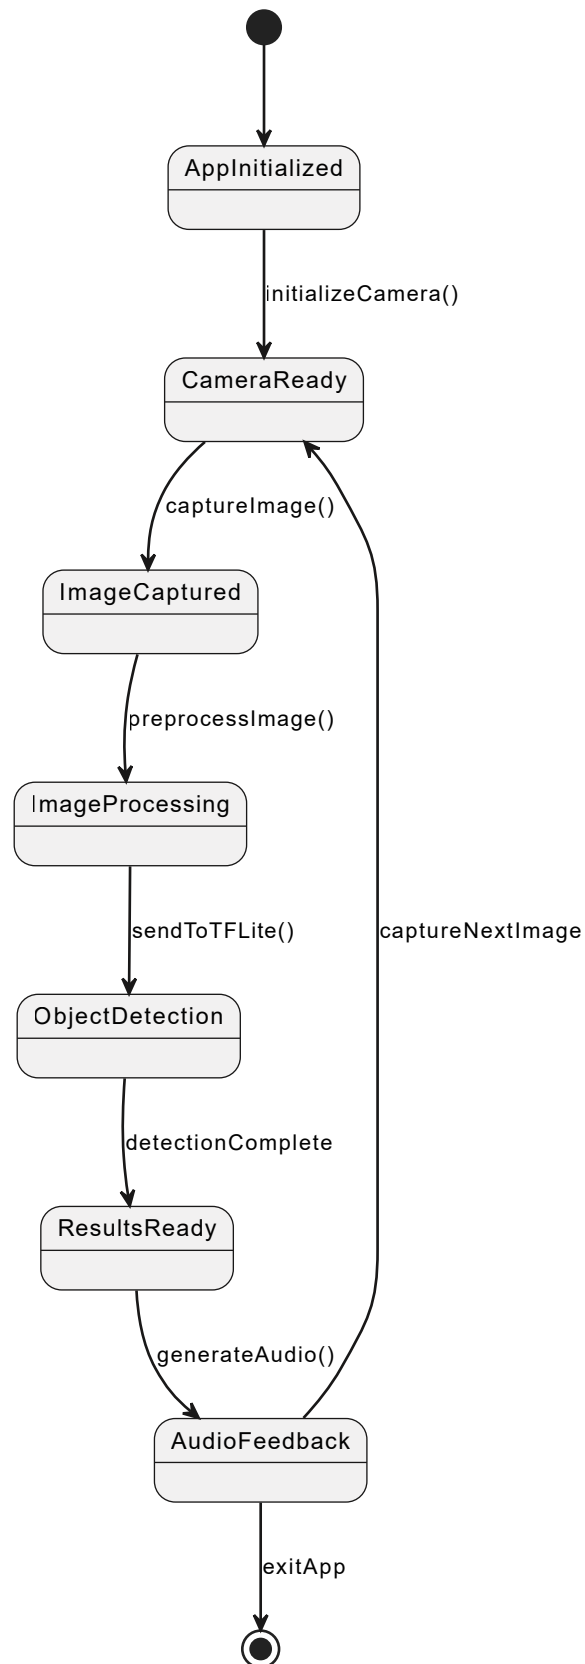 AppInitialized
initializeCamera()
CameraReady
captureImage()
ImageCaptured
preprocessImage()
ImageProcessing
sendToTFLite()
captureNextImage
ObjectDetection
detectionComplete
ResultsReady
generateAudio()
AudioFeedback
exitApp